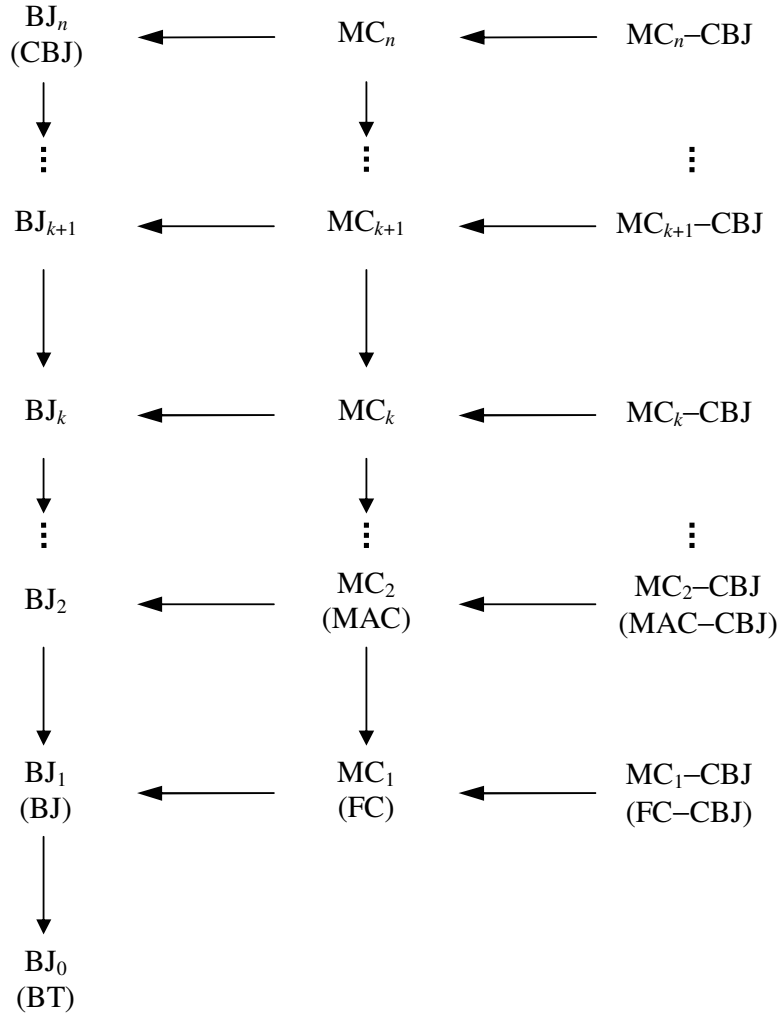 BJₙ
(CBJ)
MCₙ
MCₙ–CBJ
BJₖ₊₁
MCₖ₊₁
MCₖ₊₁–CBJ
BJₖ
MCₖ
MCₖ–CBJ
BJ₂
MC₂
(MAC)
MC₂–CBJ
(MAC–CBJ)
BJ₁
(BJ)
MC₁
(FC)
MC₁–CBJ
(FC–CBJ)
BJ₀
(BT)